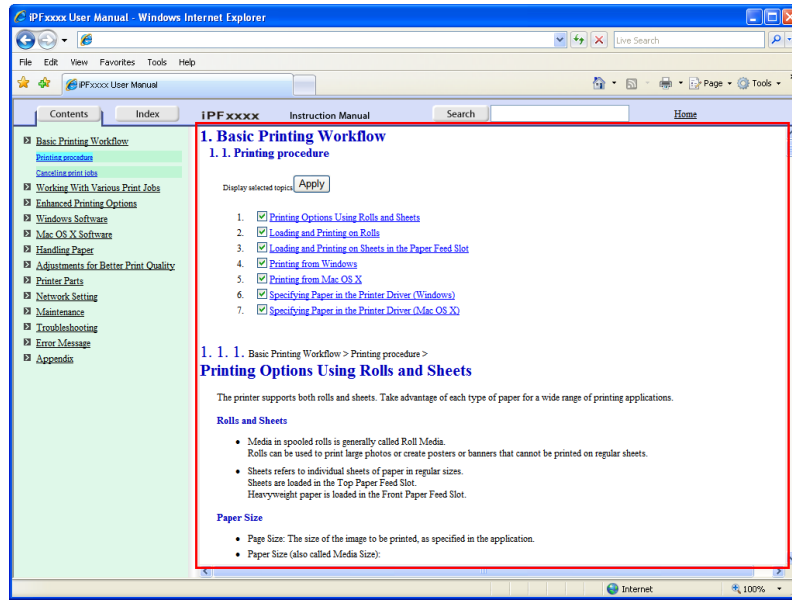 iPFxxxx User Manual - Windows Internet Explorer
Live Search
File Edit View Favorites Tools Help
iPFxxxx User Manual
Page Tools
Contents Index iPFxxxx Instruction Manual Search Home
Basic Printing Workflow
Printing procedure
Canceling print jobs
Working With Various Print Jobs
Enhanced Printing Options
Windows Software
Mac OS X Software
Handling Paper
Adjustments for Better Print Quality
Printer Parts
Network Setting
Maintenance
Troubleshooting
Error Message
Appendix
1. Basic Printing Workflow
1. 1. Printing procedure
Display selected topics Apply
1. Printing Options Using Rolls and Sheets
2. Loading and Printing on Rolls
3. Loading and Printing on Sheets in the Paper Feed Slot
4. Printing from Windows
5. Printing from Mac OS X
6. Specifying Paper in the Printer Driver (Windows)
7. Specifying Paper in the Printer Driver (Mac OS X)
1. 1. 1. Basic Printing Workflow > Printing procedure >
Printing Options Using Rolls and Sheets
The printer supports both rolls and sheets. Take advantage of each type of paper for a wide range of printing applications.
Rolls and Sheets
• Media in spooled rolls is generally called Roll Media.
Rolls can be used to print large photos or create posters or banners that cannot be printed on regular sheets.
• Sheets refers to individual sheets of paper in regular sizes.
Sheets are loaded in the Top Paper Feed Slot.
Heavyweight paper is loaded in the Front Paper Feed Slot.
Paper Size
• Page Size: The size of the image to be printed, as specified in the application.
• Paper Size (also called Media Size):
Internet 100%